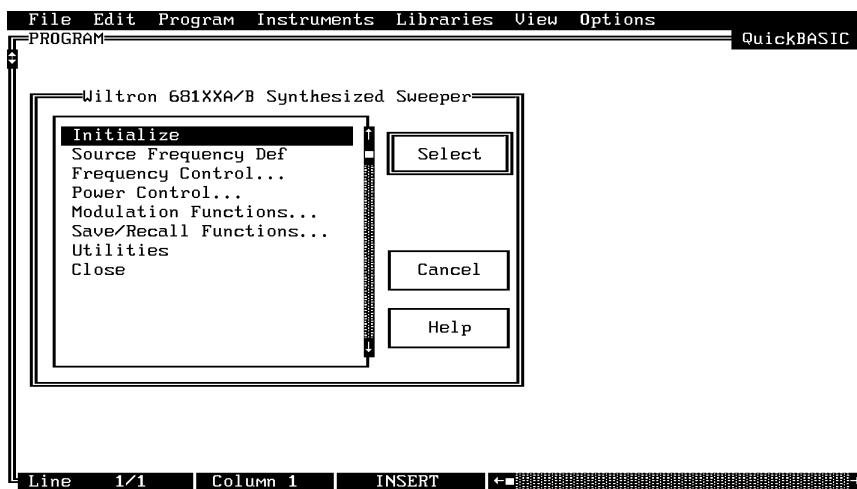 File Edit Program Instruments Libraries View Options
PROGRAM QuickBASIC
Wiltron 681XXA/B Synthesized Sweeper
Initialize
Source Frequency Def
Frequency Control...
Power Control...
Modulation Functions...
Save/Recall Functions...
Utilities
Close
Select
Cancel
Help
Line 1/1 Column 1 INSERT